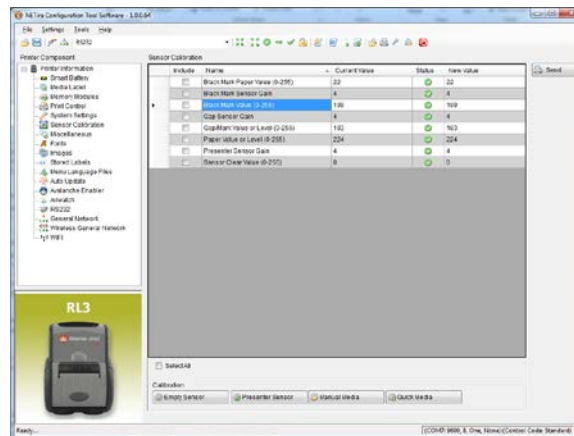 NETira Configuration Tool Software - 1.0.0.64
File Settings Tools Help
RS232
Printer Component
Sensor Calibration
Printer Information
Smart Battery
Media Label
Memory Modules
Print Control
System Settings
Sensor Calibration
Miscellaneous
Fonts
Images
Stored Labels
Menu Language Files
Auto Update
Avalanche Enabler
Airwatch
RS232
General Network
Wireless General Network
WiFi
Include Name Current Value Status New Value
Black Mark Paper Value (0-255) 22 22
Black Mark Sensor Gain 4 4
Black Mark Value (0-255)
Gap Sensor Gain 4 4
Gap/Mark Value or Level (0-255) 163
Paper Value or Level (0-255) 224 224
Presenter Sensor Gain 4 4
Sensor Clear Value (0-255)
Send
RL3
Select All
Calibration
Empty Sensor Presenter Sensor Manual Media Quick Media
Ready...
(COM7: 9600, 8, One, None)(Control Code: Standard)